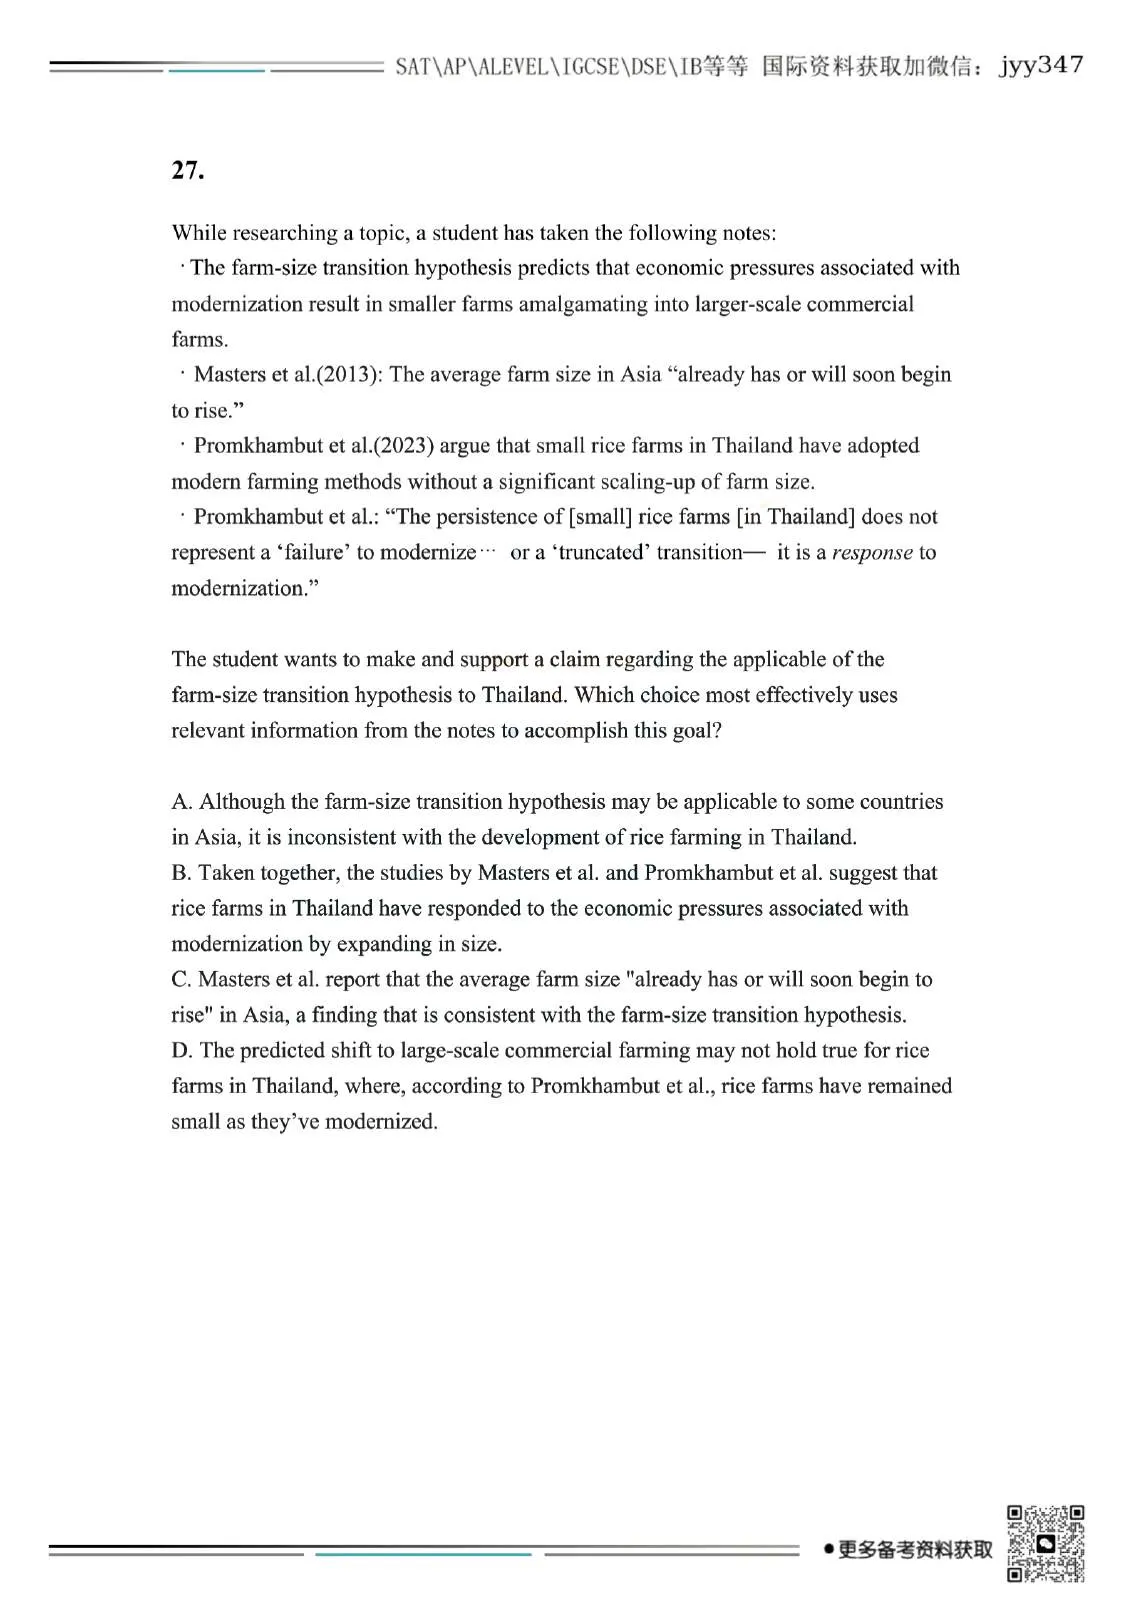 SAT\AP\ALEVEL\IGCSE\DSE\IB等等 国际资料获取加微信：jyy347
27.
While researching a topic, a student has taken the following notes:
· The farm-size transition hypothesis predicts that economic pressures associated with
modernization result in smaller farms amalgamating into larger-scale commercial
farms.
· Masters et al.(2013): The average farm size in Asia “already has or will soon begin
to rise.”
· Promkhambut et al.(2023) argue that small rice farms in Thailand have adopted
modern farming methods without a significant scaling-up of farm size.
· Promkhambut et al.: “The persistence of [small] rice farms [in Thailand] does not
represent a ‘failure’ to modernize… or a ‘truncated’ transition— it is a response to
modernization.”
The student wants to make and support a claim regarding the applicable of the
farm-size transition hypothesis to Thailand. Which choice most effectively uses
relevant information from the notes to accomplish this goal?
A. Although the farm-size transition hypothesis may be applicable to some countries
in Asia, it is inconsistent with the development of rice farming in Thailand.
B. Taken together, the studies by Masters et al. and Promkhambut et al. suggest that
rice farms in Thailand have responded to the economic pressures associated with
modernization by expanding in size.
C. Masters et al. report that the average farm size "already has or will soon begin to
rise" in Asia, a finding that is consistent with the farm-size transition hypothesis.
D. The predicted shift to large-scale commercial farming may not hold true for rice
farms in Thailand, where, according to Promkhambut et al., rice farms have remained
small as they’ve modernized.
●更多备考资料获取